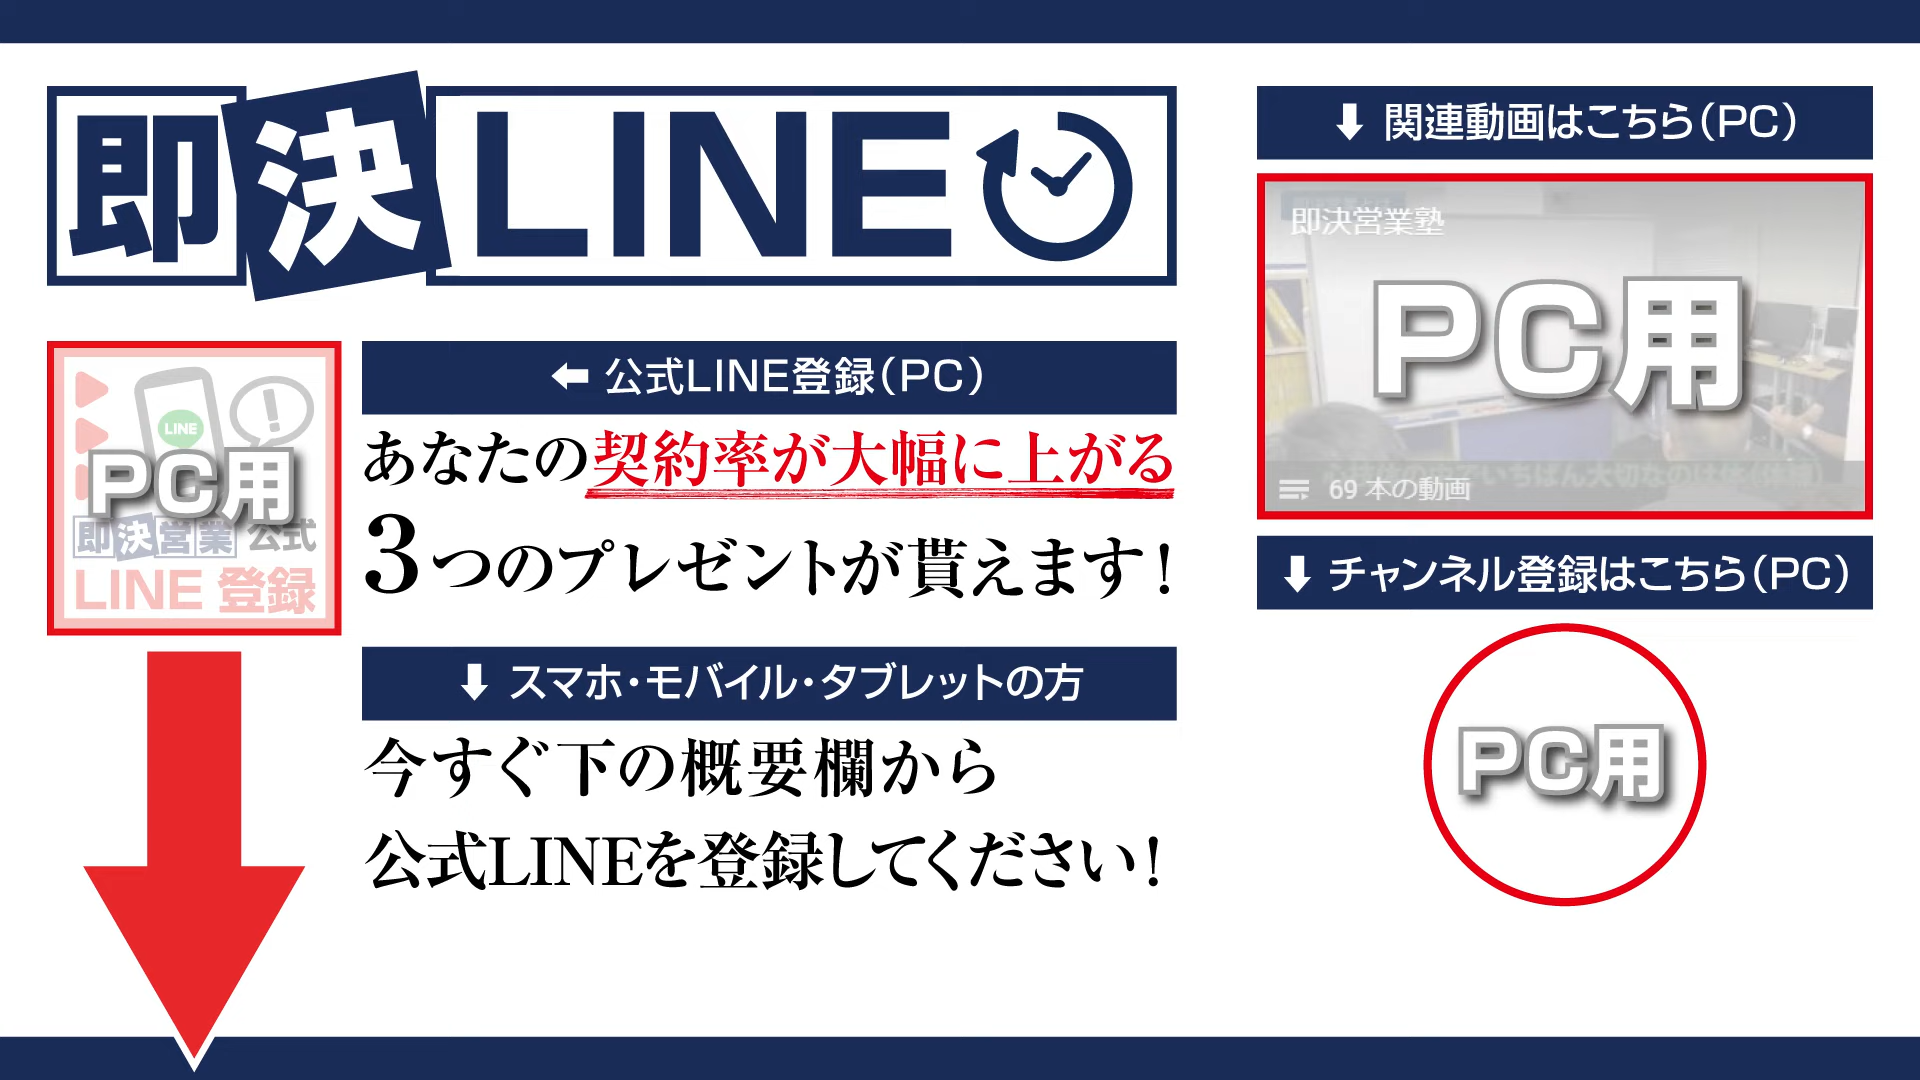 即決LINE
LINE
PC用
即決営業 公式
LINE 登録
← 公式LINE登録（PC）
あなたの契約率が大幅に上がる
3つのプレゼントが貰えます！
↓ スマホ・モバイル・タブレットの方
今すぐ下の概要欄から
公式LINEを登録してください！
↓ 関連動画はこちら（PC）
即決営業塾
PC用
69 本の動画
↓ チャンネル登録はこちら（PC）
PC用